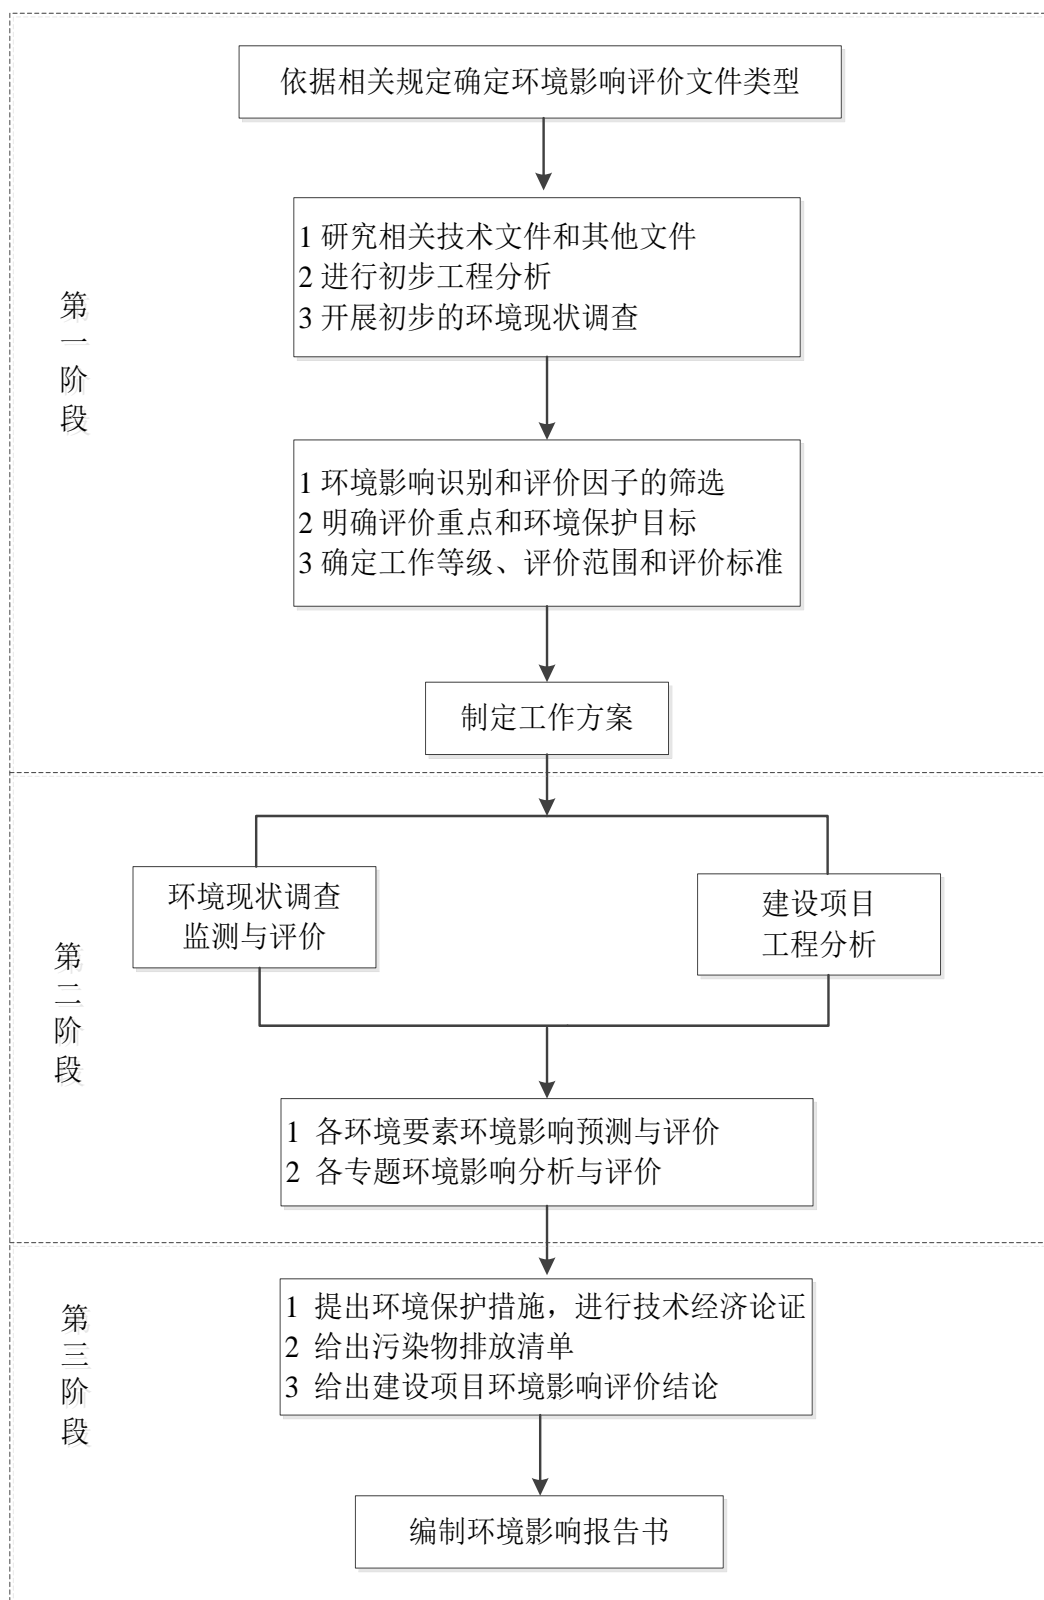 依据相关规定确定环境影响评价文件类型
1 研究相关技术文件和其他文件
2 进行初步工程分析
3 开展初步的环境现状调查
第一阶段
1 环境影响识别和评价因子的筛选
2 明确评价重点和环境保护目标
3 确定工作等级、评价范围和评价标准
制定工作方案
环境现状调查
监测与评价
建设项目
工程分析
第二阶段
1 各环境要素环境影响预测与评价
2 各专题环境影响分析与评价
第三阶段
1 提出环境保护措施，进行技术经济论证
2 给出污染物排放清单
3 给出建设项目环境影响评价结论
编制环境影响报告书